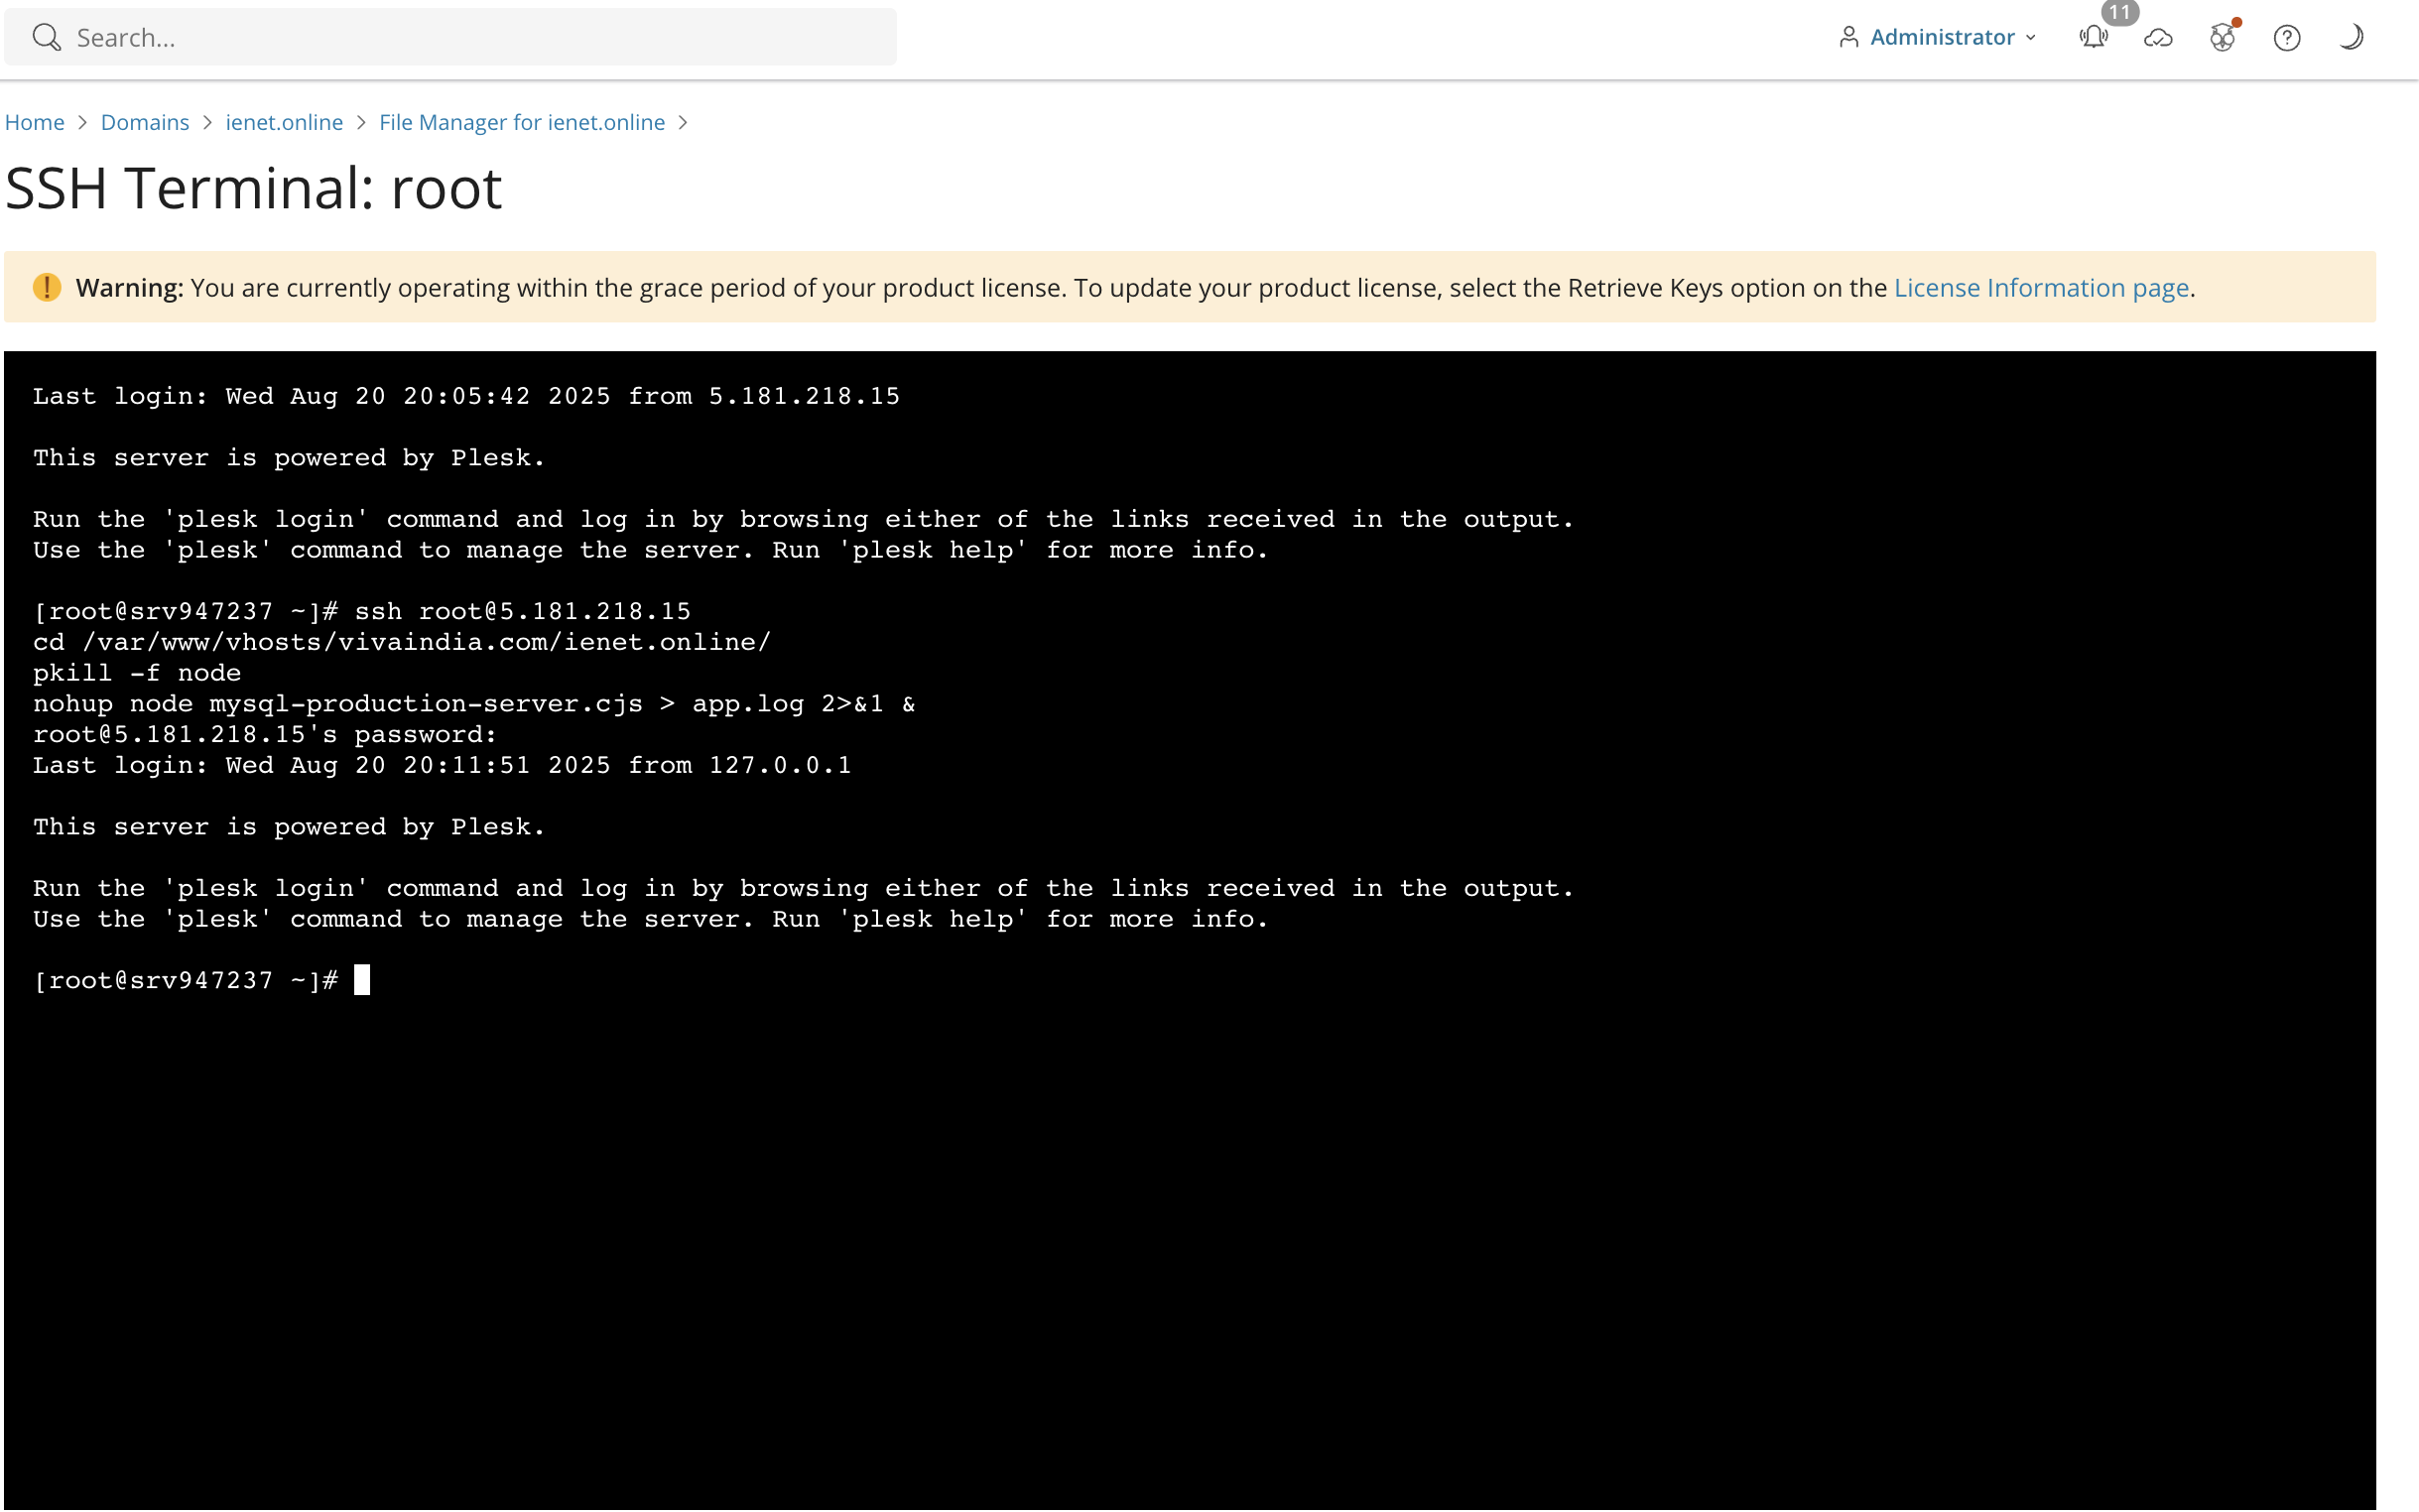 Search...
Administrator
11
Home > Domains > ienet.online > File Manager for ienet.online >
SSH Terminal: root
Warning: You are currently operating within the grace period of your product license. To update your product license, select the Retrieve Keys option on the License Information page.
Last login: Wed Aug 20 20:05:42 2025 from 5.181.218.15
This server is powered by Plesk.
Run the 'plesk login' command and log in by browsing either of the links received in the output.
Use the 'plesk' command to manage the server. Run 'plesk help' for more info.
[root@srv947237 ~]# ssh root@5.181.218.15
cd /var/www/vhosts/vivaindia.com/ienet.online/
pkill -f node
nohup node mysql-production-server.cjs > app.log 2>&1 &
root@5.181.218.15's password:
Last login: Wed Aug 20 20:11:51 2025 from 127.0.0.1
This server is powered by Plesk.
Run the 'plesk login' command and log in by browsing either of the links received in the output.
Use the 'plesk' command to manage the server. Run 'plesk help' for more info.
[root@srv947237 ~]#